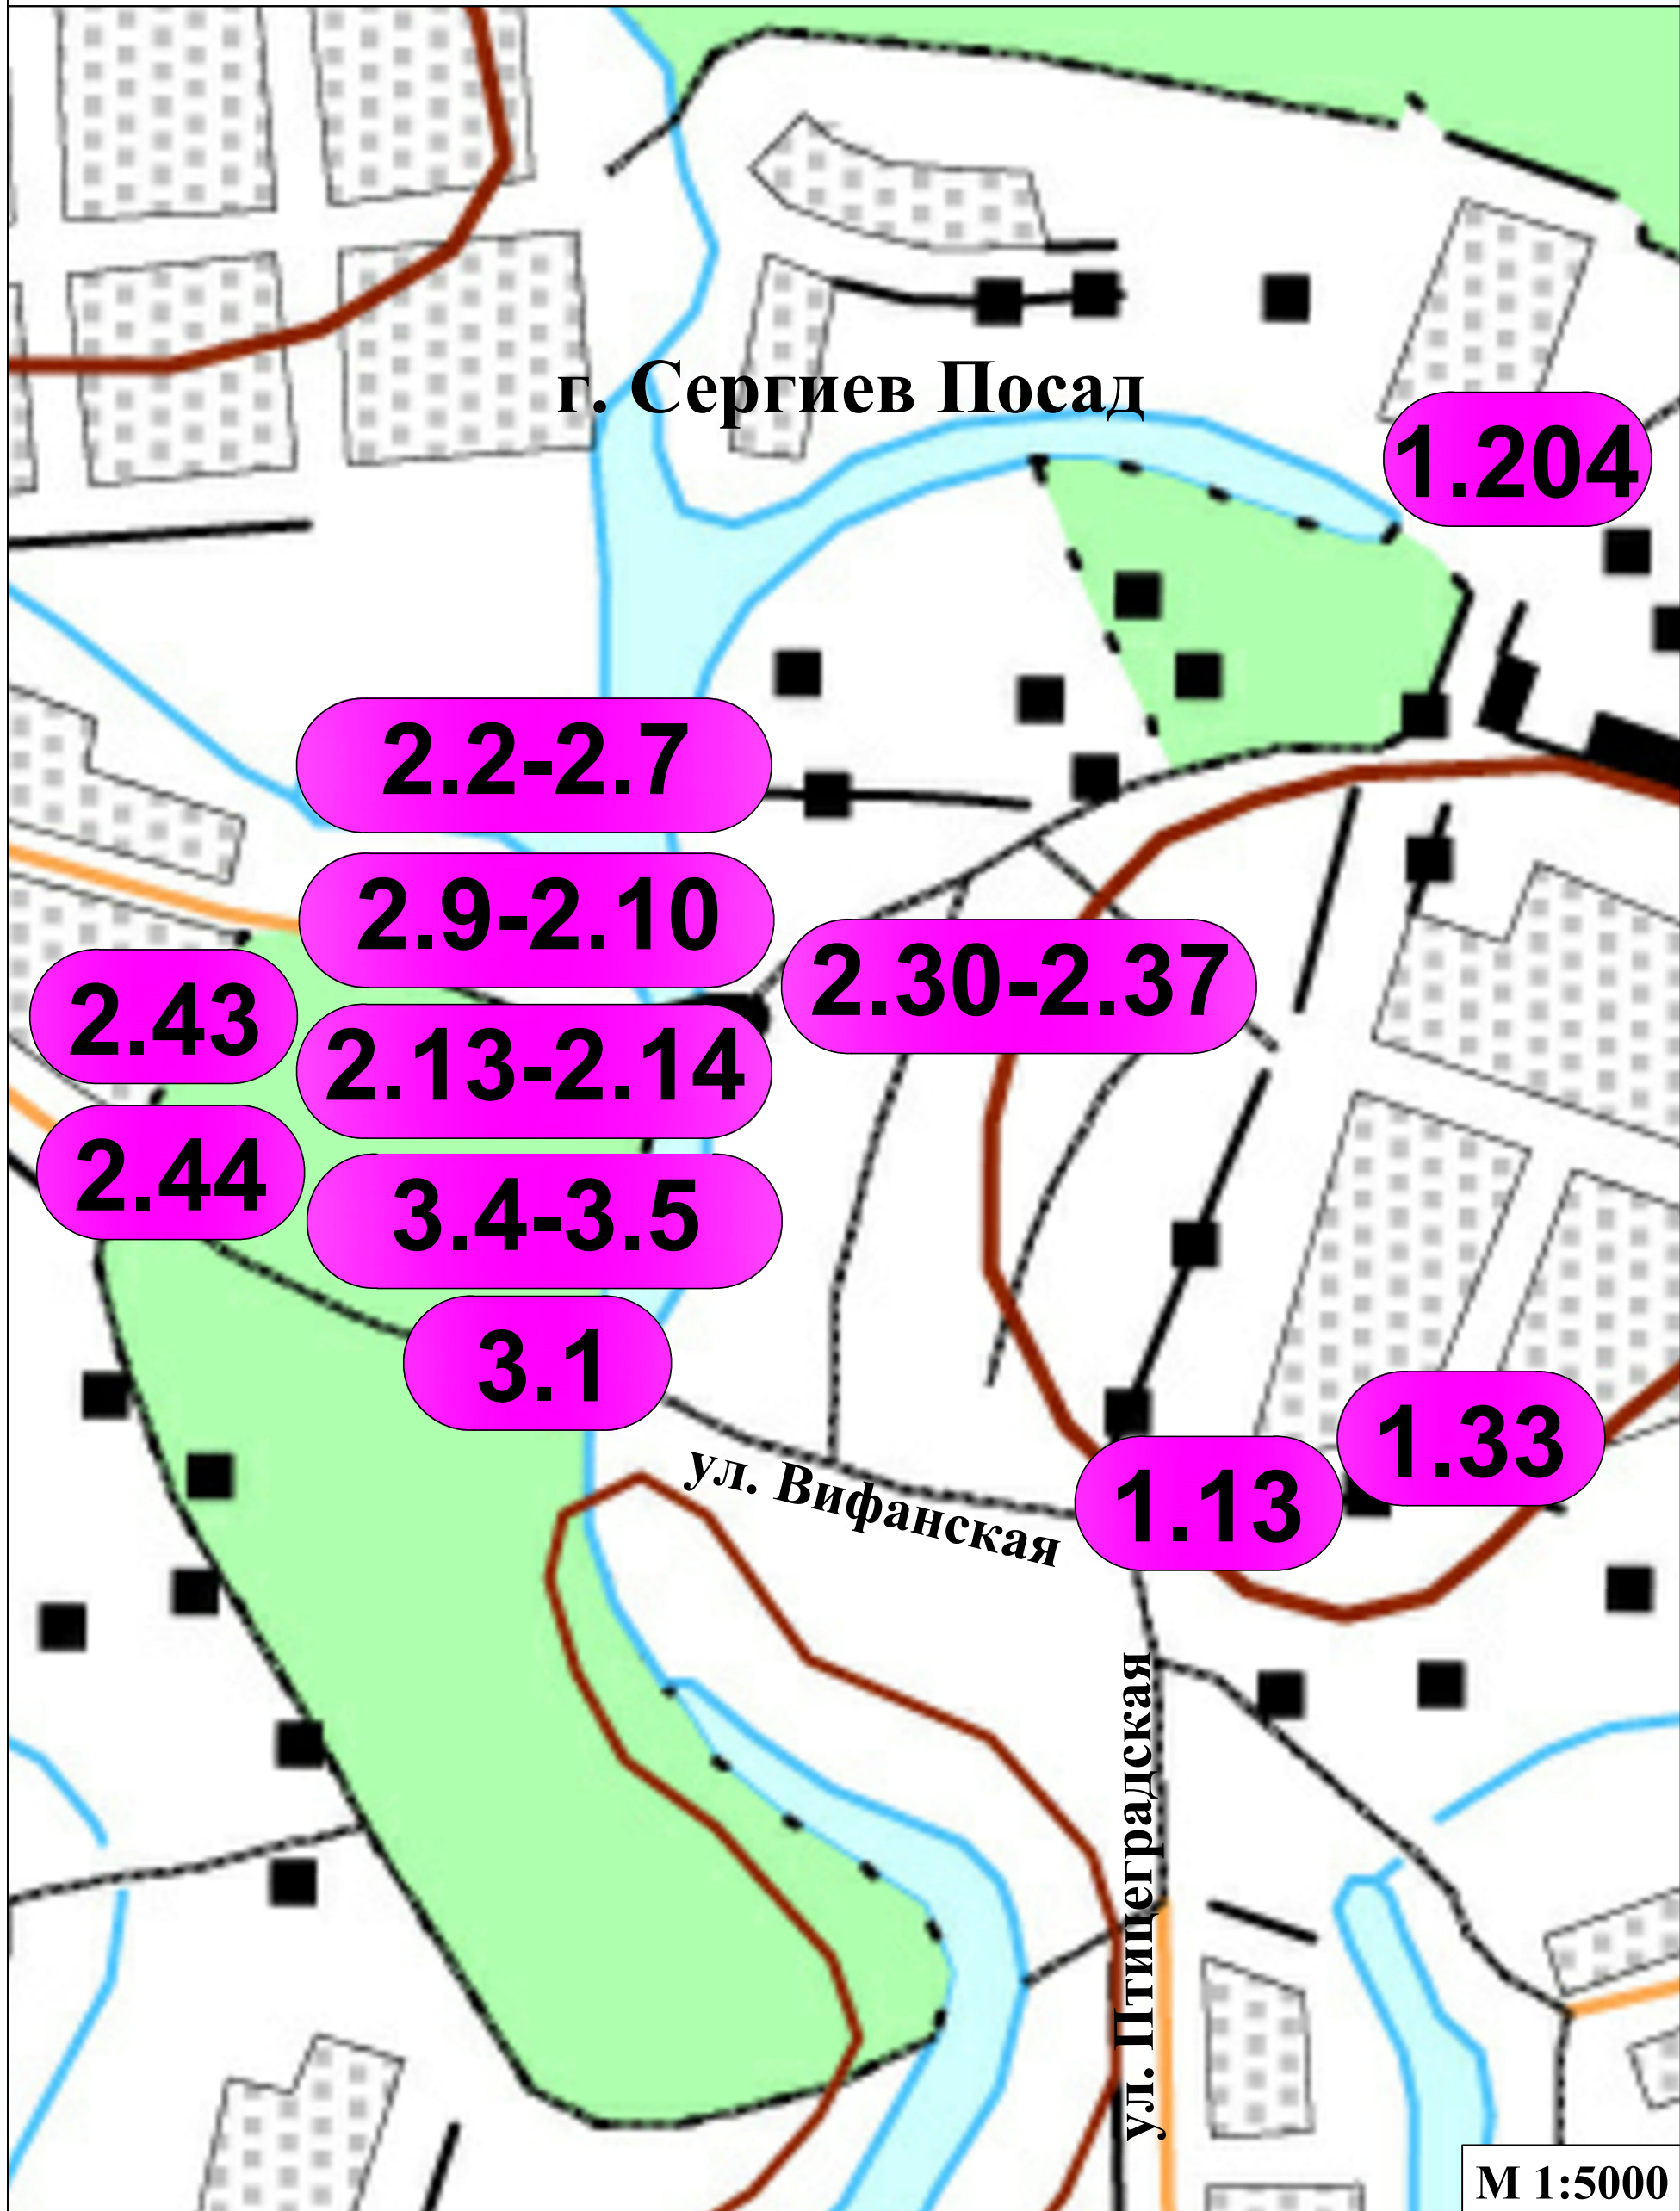 г. Сергиев Посад
1.204
2.2-2.7
2.9-2.10
2.30-2.37
2.43
2.13-2.14
2.44
3.4-3.5
3.1
1.33
1.13
ул. Вифанская
ул. Птицеградская
М 1:5000